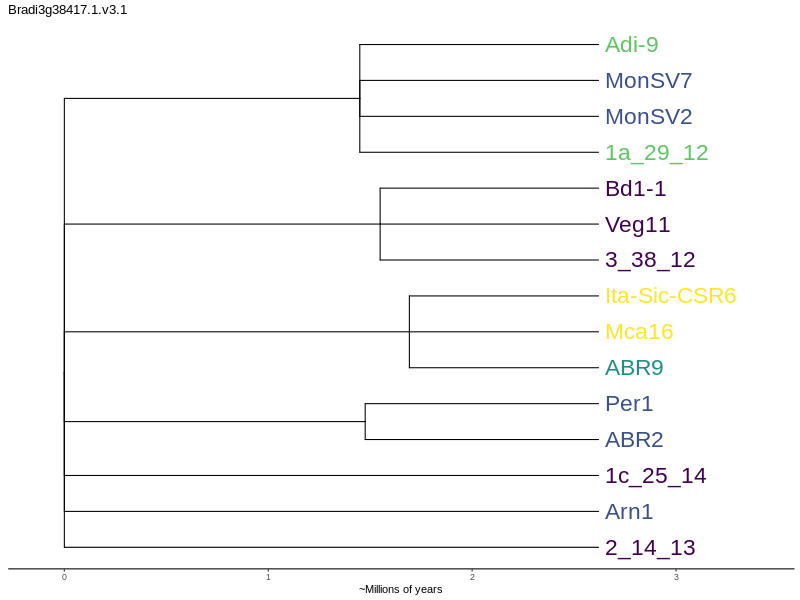 Bradi3g38417.1.v3.1
Adi-9
MonSV7
MonSV2
1a_29_12
Bd1-1
Veg11
3_38_12
Ita-Sic-CSR6
Mca16
ABR9
Per1
ABR2
1c_25_14
Arn1
2_14_13
0 1 2 3
~Millions of years